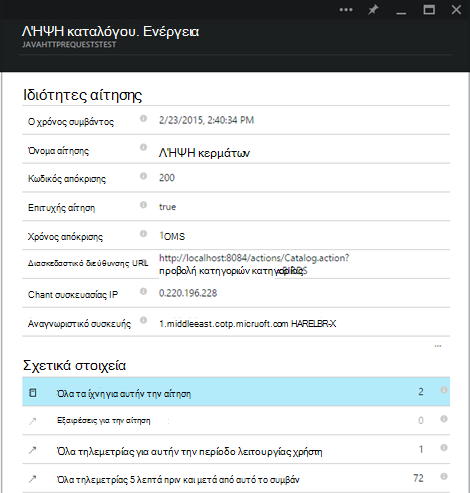 ΛΉΨΗ καταλόγου. Ενέργεια
JAVAHTTPREQUESTSTEST
Ιδιότητες αίτησης
Ο χρόνος συμβάντος 2/23/2015, 2:40:34 PM
Όνομα αίτησης ΛΉΨΗ κερμάτων
Κωδικός απόκρισης 200
Επιτυχής αίτηση true
Χρόνος απόκρισης 1OMS
Διασκεδαστικό διεύθυνσης URL http://localhost:8084/actions/Catalog.action?
προβολή κατηγοριών
Chant συσκευασίας IP 0.220.196.228
Αναγνωριστικό συσκευής 1.middleeast.cotp.micruoft.com HARELBR-X
...
Σχετικά στοιχεία
Όλα τα ίχνη για αυτήν την αίτηση 2
Εξαιρέσεις για την αίτηση 0
Όλα τηλεμετρίας για αυτήν την περίοδο λειτουργίας χρήστη 1
Όλα τηλεμετρίας 5 λεπτά πριν και μετά από αυτό το συμβάν 72